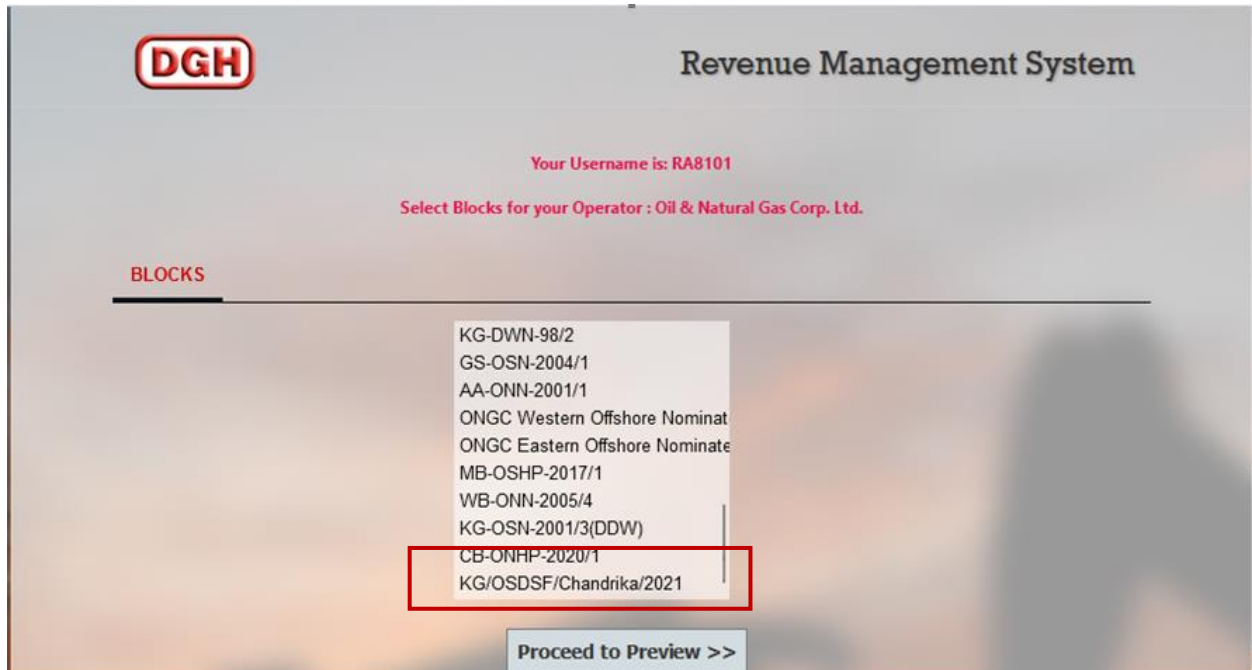 DGH
Revenue Management System
Your Username is: RA8101
Select Blocks for your Operator : Oil & Natural Gas Corp. Ltd.
BLOCKS
KG-DWN-98/2
GS-OSN-2004/1
AA-ONN-2001/1
ONGC Western Offshore Nominat
ONGC Eastern Offshore Nominate
MB-OSHP-2017/1
WB-ONN-2005/4
KG-OSN-2001/3(DDW)
CB-ONHP-2020/1
KG/OSDSF/Chandrika/2021
Proceed to Preview >>